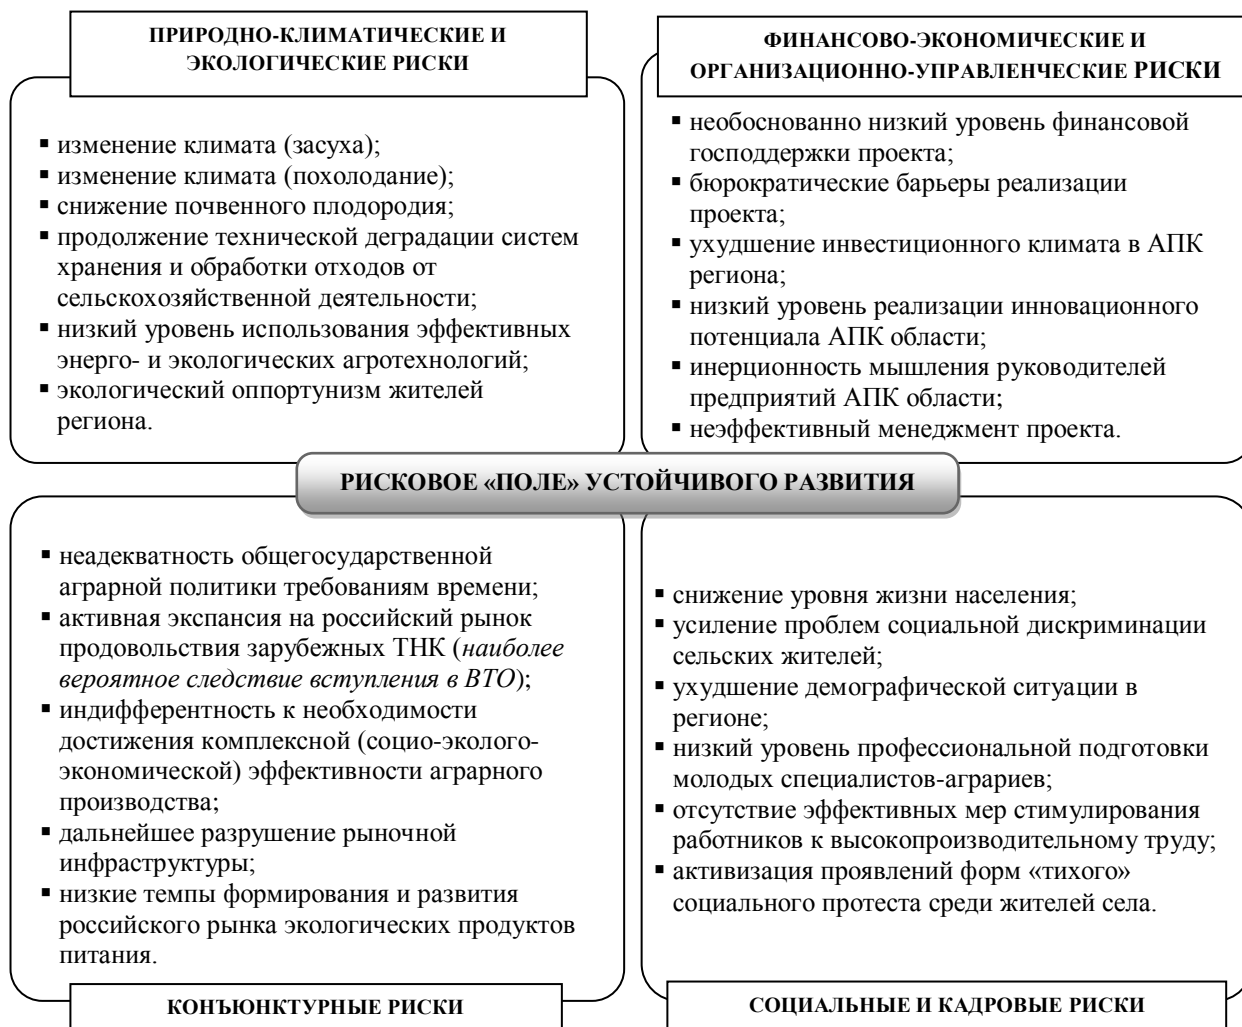 ПРИРОДНО-КЛИМАТИЧЕСКИЕ И
ЭКОЛОГИЧЕСКИЕ РИСКИ
▪ изменение климата (засуха);
▪ изменение климата (похолодание);
▪ снижение почвенного плодородия;
▪ продолжение технической деградации систем
хранения и обработки отходов от
сельскохозяйственной деятельности;
▪ низкий уровень использования эффективных
энерго- и экологических агротехнологий;
▪ экологический оппортунизм жителей
региона.
ФИНАНСОВО-ЭКОНОМИЧЕСКИЕ И
ОРГАНИЗАЦИОННО-УПРАВЛЕНЧЕСКИЕ РИСКИ
▪ необоснованно низкий уровень финансовой
господдержки проекта;
▪ бюрократические барьеры реализации
проекта;
▪ ухудшение инвестиционного климата в АПК
региона;
▪ низкий уровень реализации инновационного
потенциала АПК области;
▪ инерционность мышления руководителей
предприятий АПК области;
▪ неэффективный менеджмент проекта.
РИСКОВОЕ «ПОЛЕ» УСТОЙЧИВОГО РАЗВИТИЯ
▪ неадекватность общегосударственной
аграрной политики требованиям времени;
▪ активная экспансия на российский рынок
продовольствия зарубежных ТНК (наиболее
вероятное следствие вступления в ВТО);
▪ индифферентность к необходимости
достижения комплексной (социо-эколого-
экономической) эффективности аграрного
производства;
▪ дальнейшее разрушение рыночной
инфраструктуры;
▪ низкие темпы формирования и развития
российского рынка экологических продуктов
питания.
КОНЪЮНКТУРНЫЕ РИСКИ
▪ снижение уровня жизни населения;
▪ усиление проблем социальной дискриминации
сельских жителей;
▪ ухудшение демографической ситуации в
регионе;
▪ низкий уровень профессиональной подготовки
молодых специалистов-аграриев;
▪ отсутствие эффективных мер стимулирования
работников к высокопроизводительному труду;
▪ активизация проявлений форм «тихого»
социального протеста среди жителей села.
СОЦИАЛЬНЫЕ И КАДРОВЫЕ РИСКИ